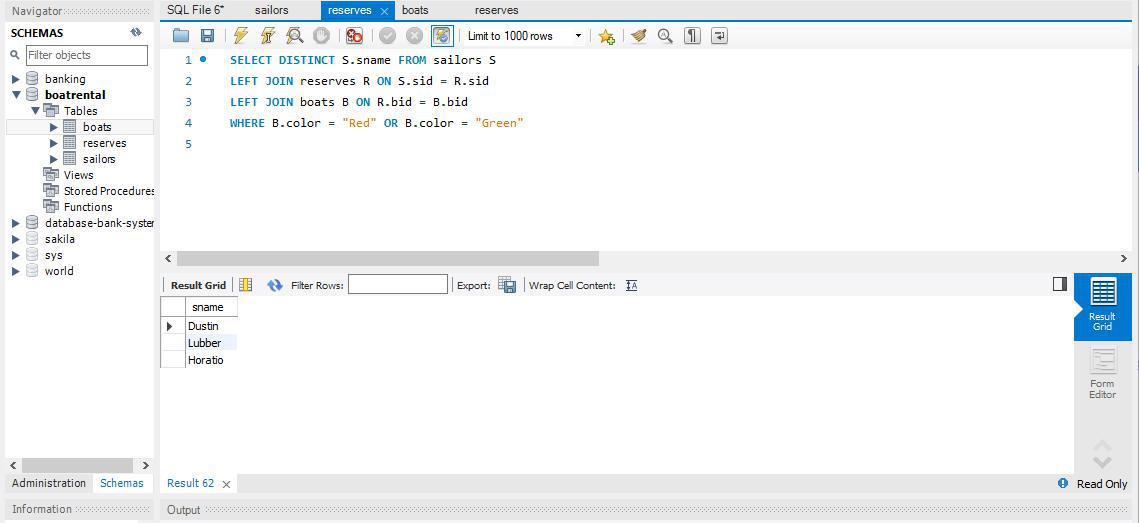 Navigator
SQL File 6* sailors reserves boats reserves
SCHEMAS
Limit to 1000 rows
Filter objects
banking
boatrental
Tables
boats
reserves
sailors
Views
Stored Procedures
Functions
database-bank-syster
sakila
sys
world
1 SELECT DISTINCT S.sname FROM sailors S
2 LEFT JOIN reserves R ON S.sid = R.sid
3 LEFT JOIN boats B ON R.bid = B.bid
4 WHERE B.color = "Red" OR B.color = "Green"
5
Result Grid Filter Rows: Export: Wrap Cell Content:
sname
Dustin
Lubber
Horatio
Result
Grid
Form
Editor
Administration Schemas
Result 62
Read Only
Information
Output